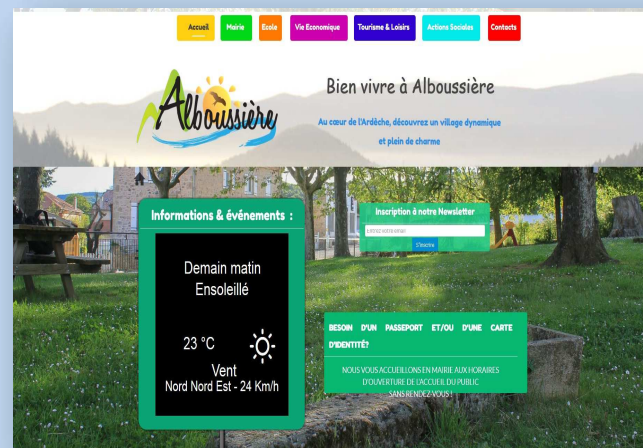 Accueil Mairie Ecole Vie Economique Tourisme & Loisirs Actions Sociales Contacts
Alboussière
Bien vivre à Alboussière
Au cœur de l'Ardèche, découvrez un village dynamique
et plein de charme
Informations & événements :
Demain matin
Ensoleillé
23 °C
Vent
Nord Nord Est - 24 Km/h
Inscription à notre Newsletter
Entrez votre email
S'inscrire
BESOIN D'UN PASSEPORT ET/OU D'UNE CARTE
D'IDENTITÉ?
NOUS VOUS ACCUEILLONS EN MAIRIE AUX HORAIRES
D'OUVERTURE DE L'ACCUEIL DU PUBLIC
SANS RENDEZ-VOUS !